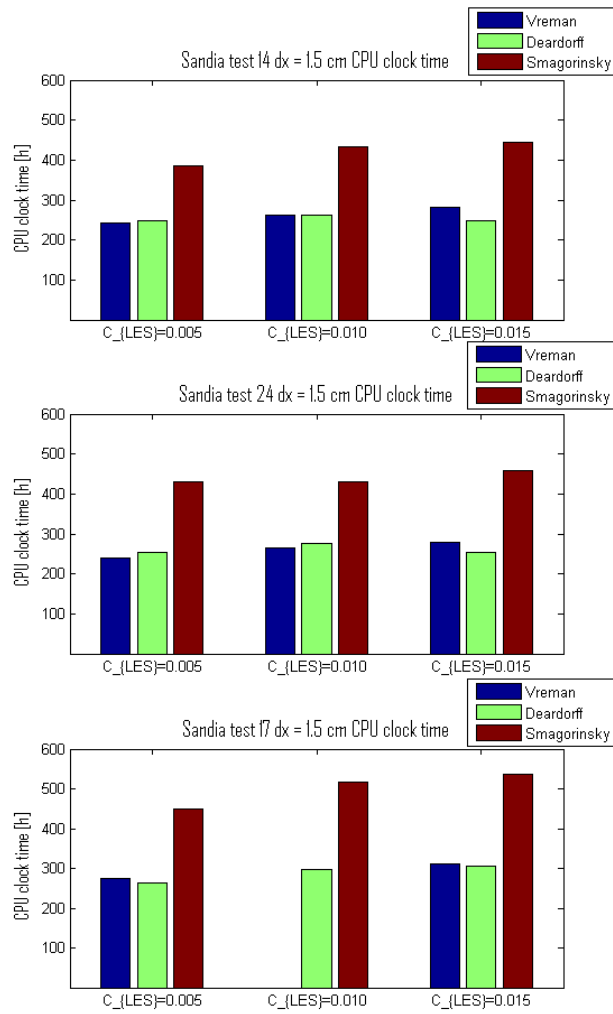 Vreman
Deardorff
Smagorinsky
Sandia test 14 dx = 1.5 cm CPU clock time
600
500
400
300
200
100
CPU clock time [h]
C_{LES}=0.005 C_{LES}=0.010 C_{LES}=0.015
Vreman
Deardorff
Smagorinsky
Sandia test 24 dx = 1.5 cm CPU clock time
600
500
400
300
200
100
CPU clock time [h]
C_{LES}=0.005 C_{LES}=0.010 C_{LES}=0.015
Vreman
Deardorff
Smagorinsky
Sandia test 17 dx = 1.5 cm CPU clock time
600
500
400
300
200
100
CPU clock time [h]
C_{LES}=0.005 C_{LES}=0.010 C_{LES}=0.015